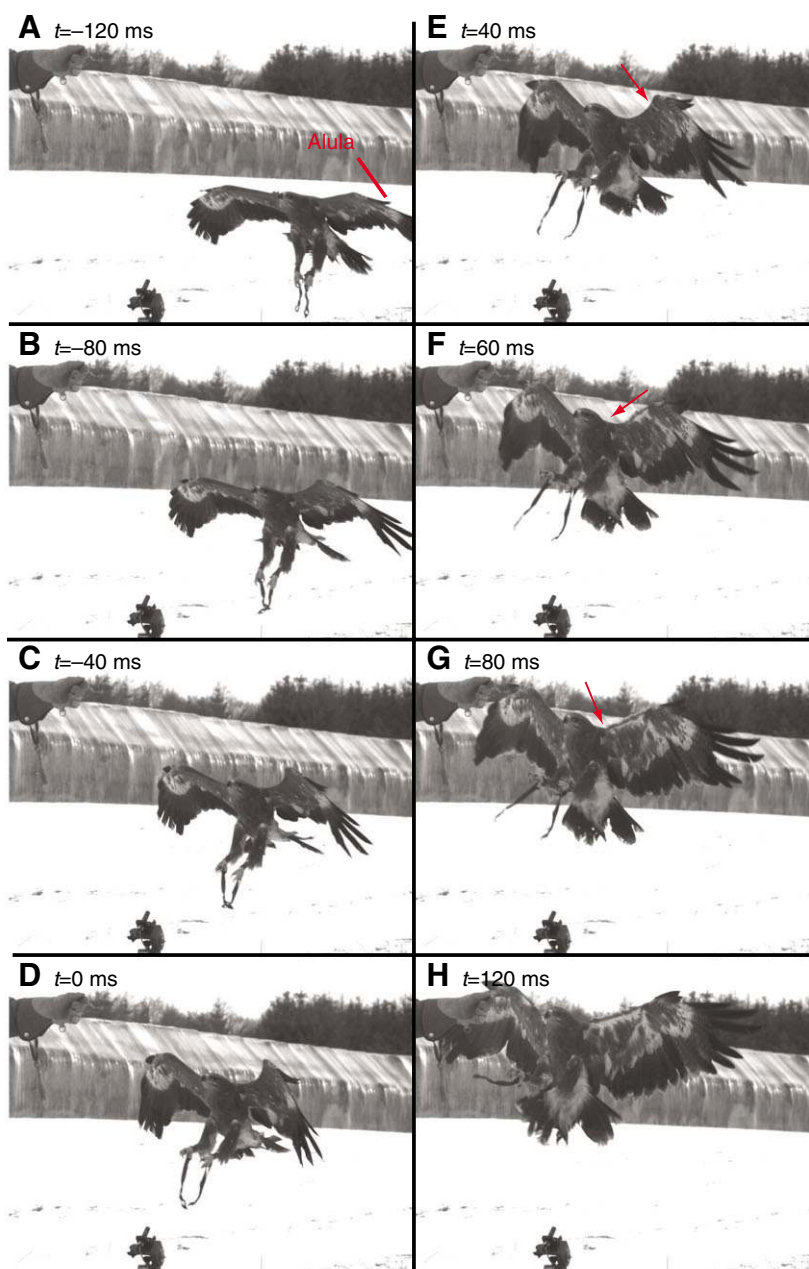 A t=–120 ms
Alula
B t=–80 ms
C t=–40 ms
D t=0 ms
E t=40 ms
F t=60 ms
G t=80 ms
H t=120 ms